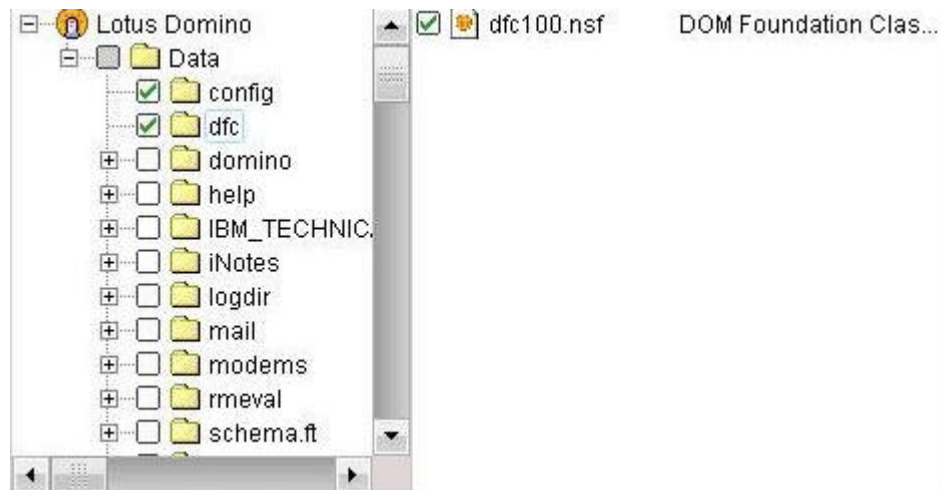 Lotus Domino
Data
config
dfc
domino
help
IBM_TECHNIC
iNotes
logdir
mail
modems
rmeval
schema.ft
dfc100.nsf DOM Foundation Clas...